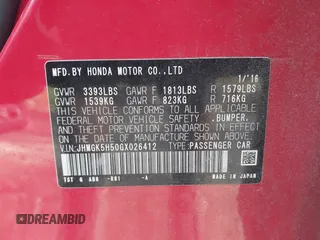 MFD.BY HONDA MOTOR CO.,LTD
1/'16
GVWR 3393LBS GAWR F 1813LBS R 1579LBS
GVWR 1539KG GAWR F 823KG R 716KG
THIS VEHICLE CONFORMS TO ALL APPLICABLE
FEDERAL MOTOR VEHICLE SAFETY, BUMPER,
AND THEFT PREVENTION STANDARDS IN EFFECT
ON THE DATE OF MANUFACTURE SHOWN ABOVE.
V.I.N:JHMGK5H50GX026412 TYPE:PASSENGER CAR
MADE IN JAPAN
DREAMBID